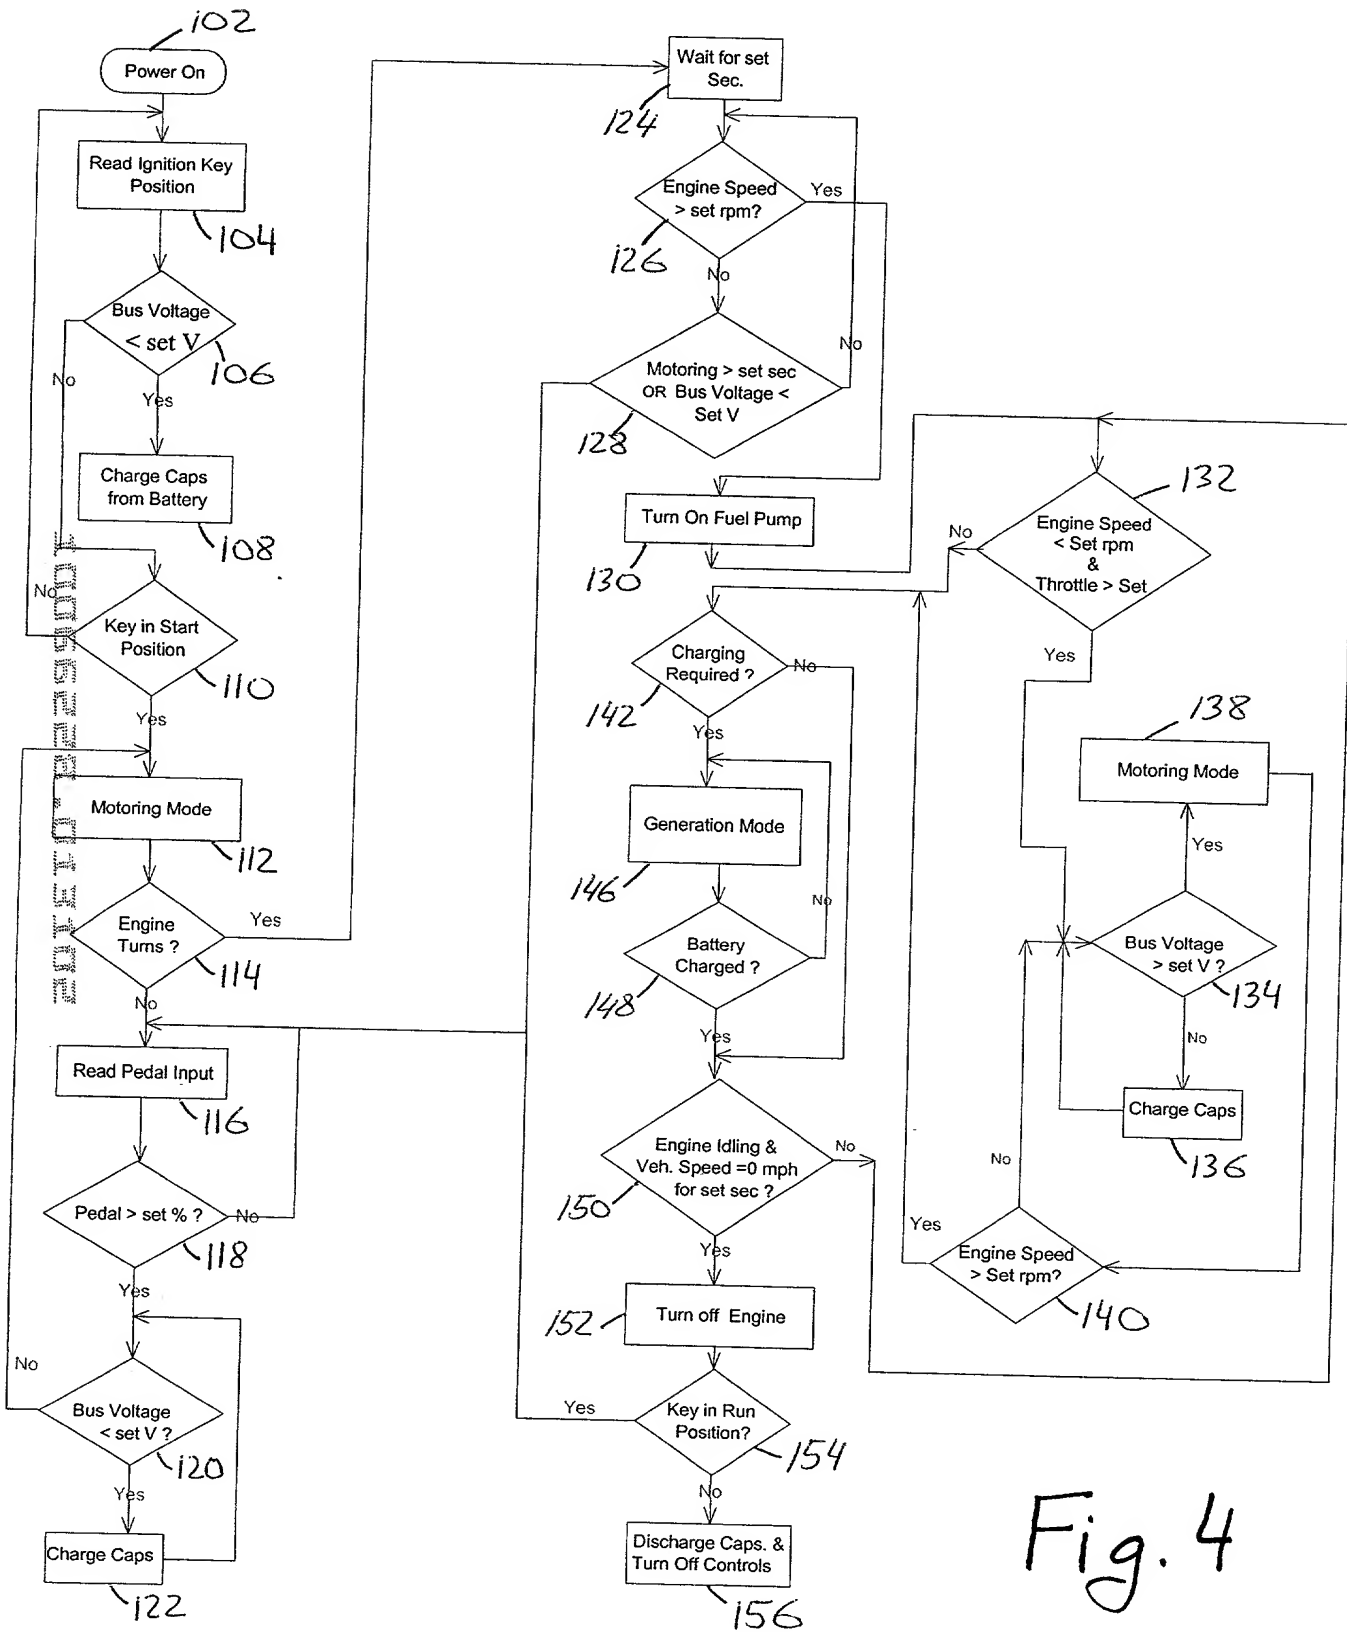 102
Power On
Read Ignition Key
Position
104
Bus Voltage
< set V
106
No
Yes
Charge Caps
from Battery
108
No
Key in Start
Position
110
Yes
Motoring Mode
112
Engine
Turns ?
Yes
114
No
Read Pedal Input
116
Pedal > set % ?
No
118
Yes
No
Bus Voltage
< set V ?
120
Yes
Charge Caps
122
10066228.013102
Wait for set
Sec.
124
Engine Speed
> set rpm?
Yes
126
No
No
Motoring > set sec
OR Bus Voltage <
Set V
128
Turn On Fuel Pump
130
Charging
Required ?
No
142
Yes
Generation Mode
146
No
Battery
Charged ?
148
Yes
Engine Idling &
Veh. Speed =0 mph
for set sec ?
No
150
Yes
Turn off Engine
152
Key in Run
Position?
Yes
154
No
Discharge Caps. &
Turn Off Controls
156
132
Engine Speed
< Set rpm
&
Throttle > Set
No
Yes
138
Motoring Mode
Yes
Bus Voltage
> set V ?
134
No
Charge Caps
136
No
Yes
Engine Speed
> Set rpm?
140
Fig. 4